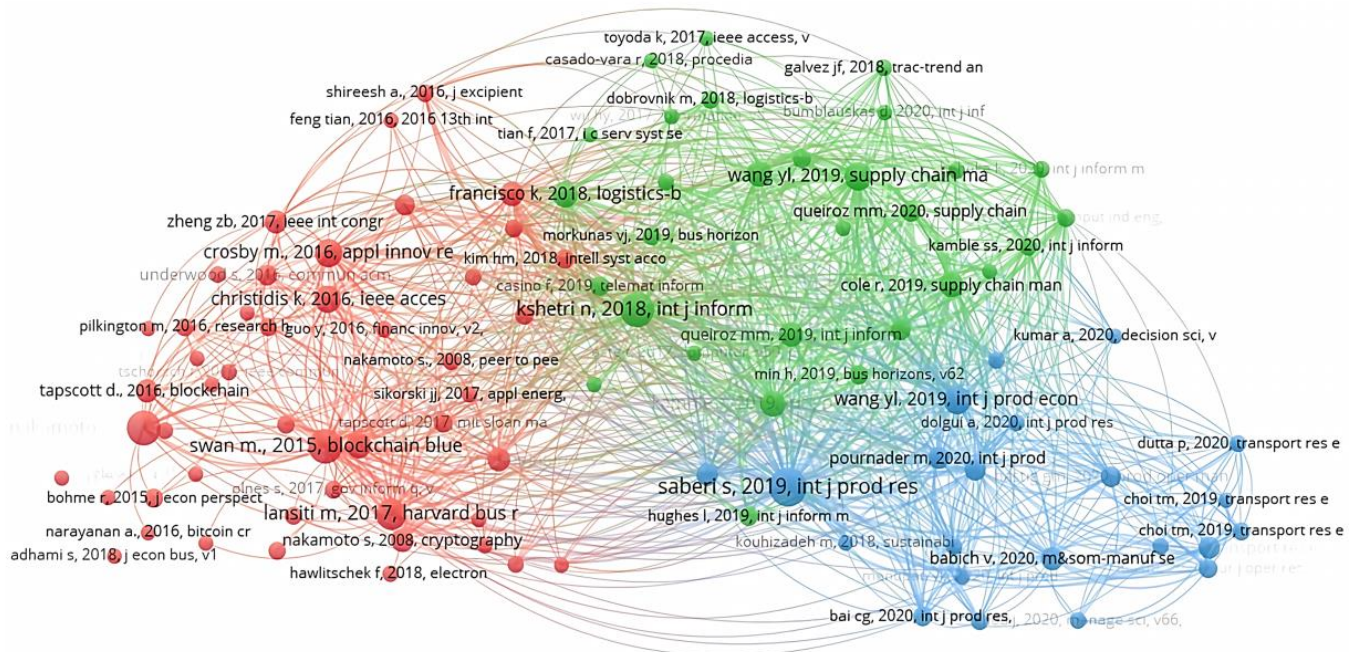 toyoda k, 2017, ieee access, v
casado-vara r, 2018, procedia
galvez jf, 2018, trac-trend an
shireesh a., 2016, j excipient
dobrovnik m, 2018, logistics-b
bumblauskas d, 2020, int j inf
feng tian, 2016, 2016 13th int
tian f, 2017, i c serv syst se
int j inform m
wang yl, 2019, supply chain ma
francisco k, 2018, logistics-b
queiroz mm, 2020, supply chain
zheng zb, 2017, ieee int congr
morkunas vj, 2019, bus horizon
kamble ss, 2020, int j inform
crosby m., 2016, appl innov re
kim hm, 2018, intell syst acco
underwood s, 2016, commun acm,
casino f, 2019, telemat inform
cole r, 2019, supply chain man
christidis k, 2016, ieee acces
kshetri n, 2018, int j inform
pilkington m, 2016, research h
guo y, 2016, financ innov, v2,
queiroz mm, 2019, int j inform
kumar a, 2020, decision sci, v
nakamoto s., 2008, peer to pee
min h, 2019, bus horizons, v62
tapscott d., 2016, blockchain
sikorski jj, 2017, appl energ,
wang yl, 2019, int j prod econ
nakamoto
tapscott d, 2017, mit sloan ma
dolgui a, 2020, int j prod res
swan m., 2015, blockchain blue
dutta p, 2020, transport res e
pournader m, 2020, int j prod
saberi s, 2019, int j prod res
olnes s, 2017, gov inform q, v
bohme r, 2015, j econ perspect
choi tm, 2019, transport res e
lansiti m, 2017, harvard bus r
hughes l, 2019, int j inform m
narayanan a., 2016, bitcoin cr
nakamoto s, 2008, cryptography
kouhizadeh m, 2018, sustainabi
choi tm, 2019, transport res e
adhami s, 2018, j econ bus, v1
babich v, 2020, m&som-manuf se
hawlitschek f, 2018, electron
bai cg, 2020, int j prod res,
j, 2020, manage sci, v66,